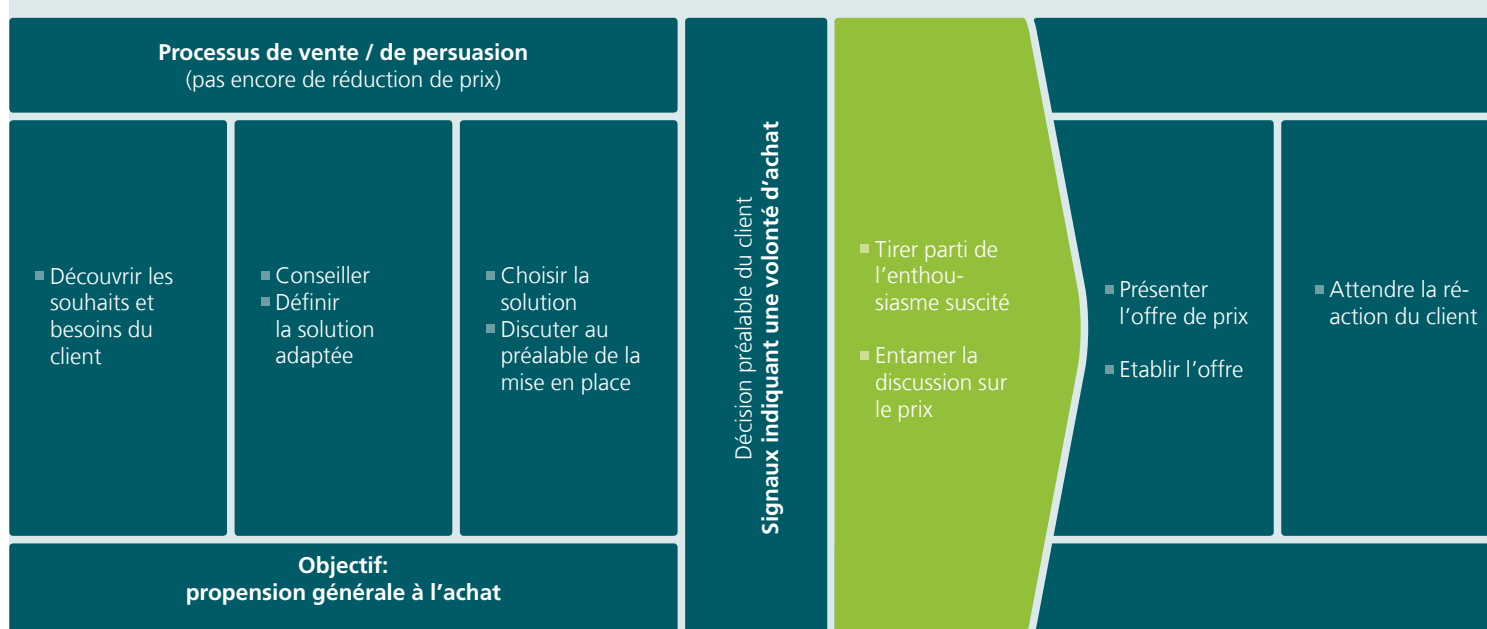 Processus de vente / de persuasion
(pas encore de réduction de prix)
Découvrir les
souhaits et
besoins du
client
Conseiller
Définir
la solution
adaptée
Choisir la
solution
Discuter au
préalable de la
mise en place
Objectif:
propension générale à l’achat
Décision préalable du client
Signaux indiquant une volonté d’achat
Tirer parti de
l’enthou-
siasme suscité
Entamer la
discussion sur
le prix
Présenter
l’offre de prix
Etablir l’offre
Attendre la ré-
action du client